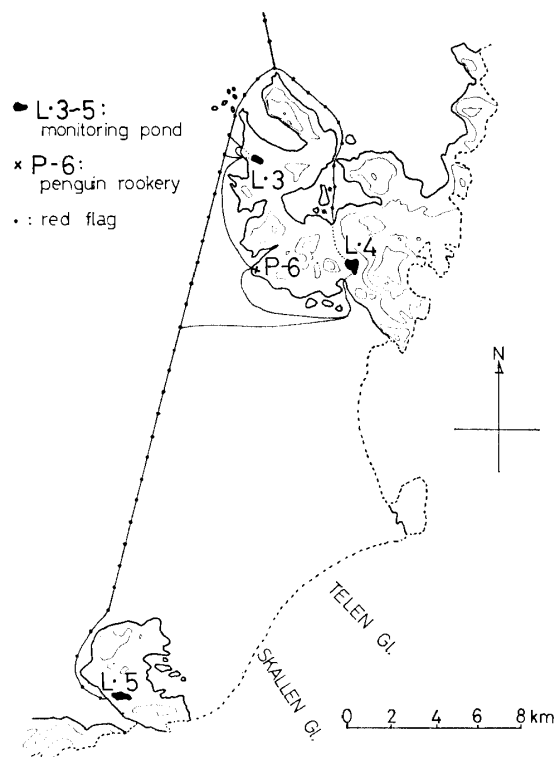 L·3-5:
monitoring pond
× P-6:
penguin rookery
• : red flag
L·3
L·4
P-6
N
TELEN Gl.
SKALLEN Gl.
L·5
0 2 4 6 8 km